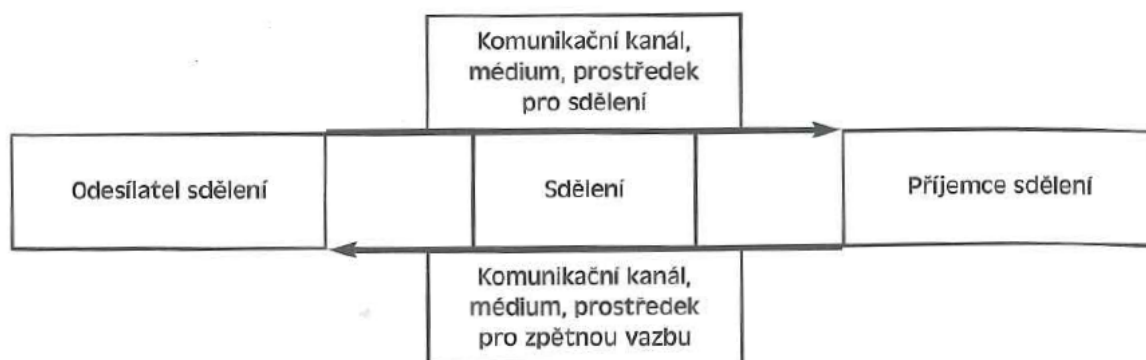 Komunikační kanál,
médium, prostředek
pro sdělení
Odesílatel sdělení
Sdělení
Příjemce sdělení
Komunikační kanál,
médium, prostředek
pro zpětnou vazbu